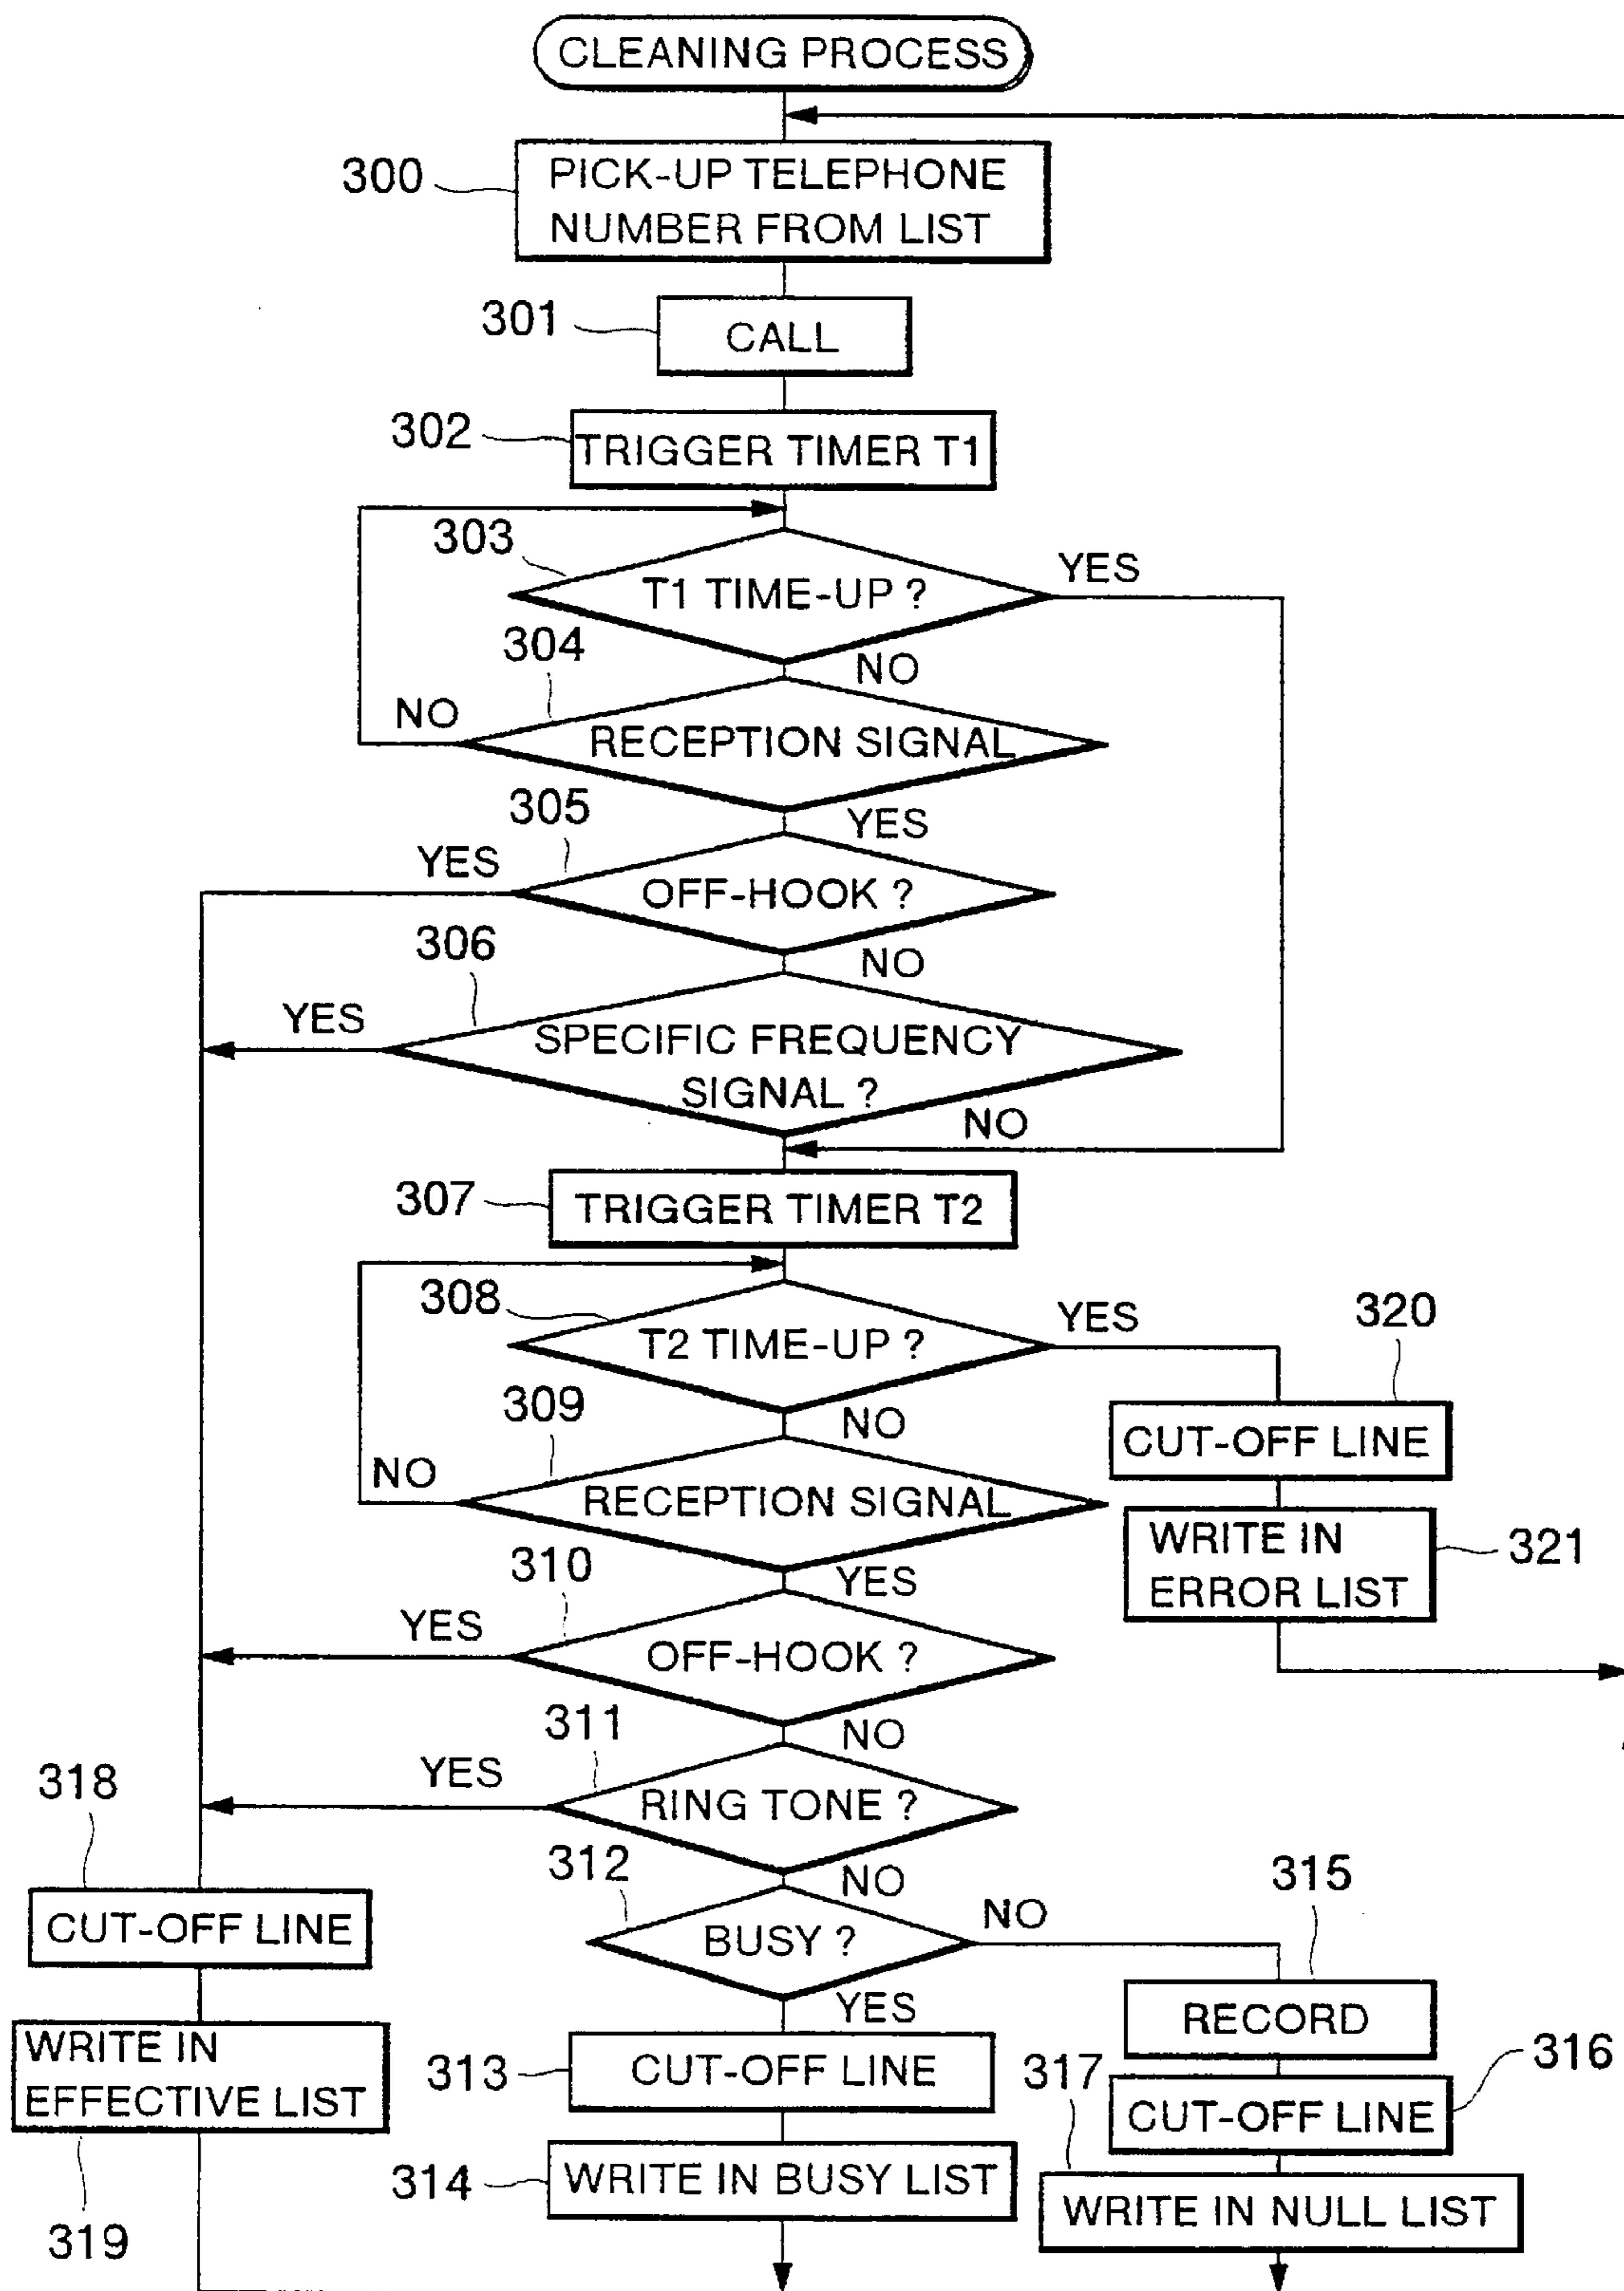 CLEANING PROCESS
300
PICK-UP TELEPHONE
NUMBER FROM LIST
301
CALL
302
TRIGGER TIMER T1
303
T1 TIME-UP ?
YES
NO
304
RECEPTION SIGNAL
NO
YES
305
OFF-HOOK ?
YES
NO
306
SPECIFIC FREQUENCY
SIGNAL ?
YES
NO
307
TRIGGER TIMER T2
308
T2 TIME-UP ?
YES
NO
320
CUT-OFF LINE
309
RECEPTION SIGNAL
NO
YES
WRITE IN
ERROR LIST
321
310
OFF-HOOK ?
YES
NO
311
RING TONE ?
YES
NO
318
CUT-OFF LINE
312
BUSY ?
NO
YES
315
RECORD
WRITE IN
EFFECTIVE LIST
319
313
CUT-OFF LINE
316
CUT-OFF LINE
314
WRITE IN BUSY LIST
317
WRITE IN NULL LIST